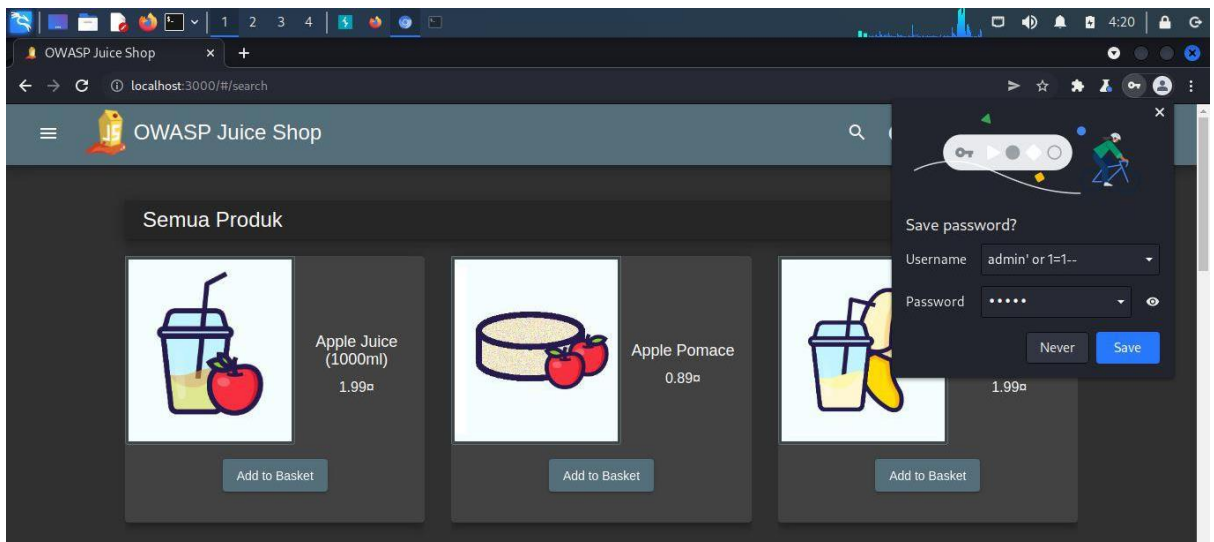 1 2 3 4
4:20
OWASP Juice Shop
localhost:3000/#/search
JS
OWASP Juice Shop
Save password?
Username admin' or 1=1--
Password •••••
Never Save
Semua Produk
Apple Juice
(1000ml)
1.99¤
Add to Basket
Apple Pomace
0.89¤
Add to Basket
1.99¤
Add to Basket